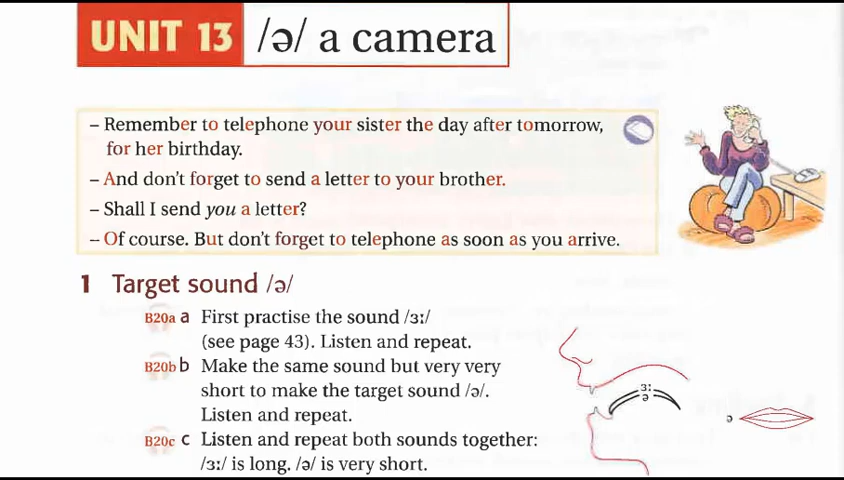 UNIT 13 /ə/ a camera
– Remember to telephone your sister the day after tomorrow,
for her birthday.
– And don't forget to send a letter to your brother.
– Shall I send you a letter?
– Of course. But don't forget to telephone as soon as you arrive.
1 Target sound /ə/
B20a a First practise the sound /ɜː/
(see page 43). Listen and repeat.
B20b b Make the same sound but very very
short to make the target sound /ə/.
Listen and repeat.
B20c c Listen and repeat both sounds together:
/ɜː/ is long. /ə/ is very short.
ɜː
ə
ə